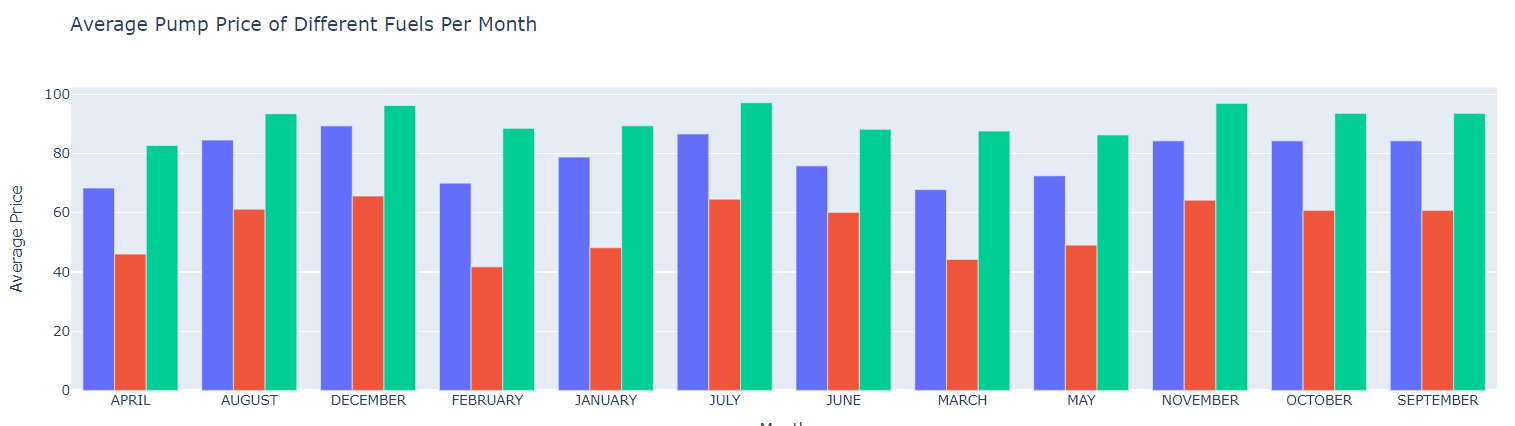 Average Pump Price of Different Fuels Per Month
Average Price
100
80
60
40
20
0
APRIL AUGUST DECEMBER FEBRUARY JANUARY JULY JUNE MARCH MAY NOVEMBER OCTOBER SEPTEMBER